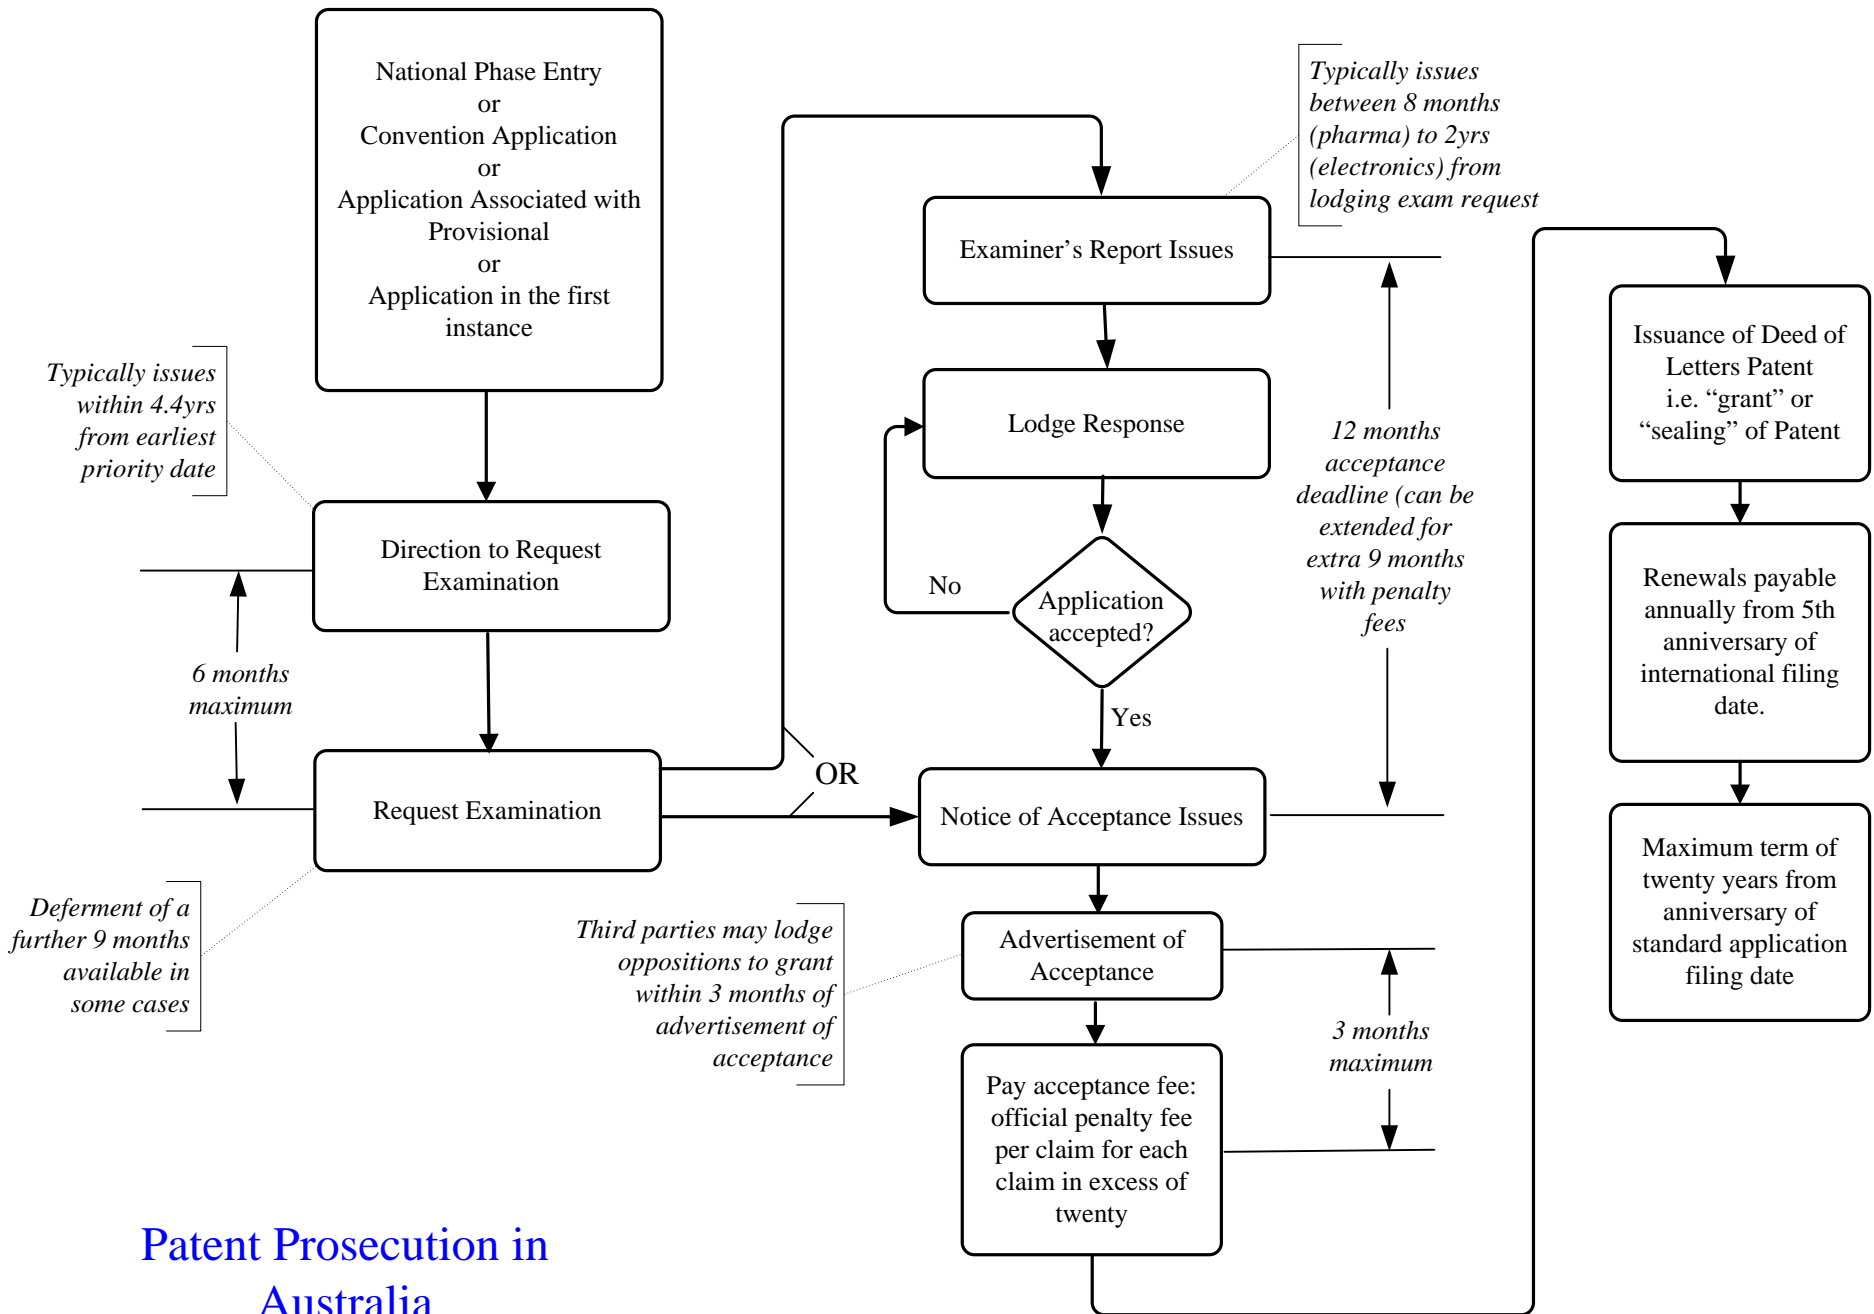 National Phase Entry
or
Convention Application
or
Application Associated with
Provisional
or
Application in the first
instance
Typically issues
within 4.4yrs
from earliest
priority date
Direction to Request
Examination
6 months
maximum
Request Examination
Deferment of a
further 9 months
available in
some cases
OR
Typically issues
between 8 months
(pharma) to 2yrs
(electronics) from
lodging exam request
Examiner’s Report Issues
Lodge Response
Application
accepted?
No
Yes
12 months
acceptance
deadline (can be
extended for
extra 9 months
with penalty
fees
Notice of Acceptance Issues
Advertisement of
Acceptance
Third parties may lodge
oppositions to grant
within 3 months of
advertisement of
acceptance
3 months
maximum
Pay acceptance fee:
official penalty fee
per claim for each
claim in excess of
twenty
Issuance of Deed of
Letters Patent
i.e. “grant” or
“sealing” of Patent
Renewals payable
annually from 5th
anniversary of
international filing
date.
Maximum term of
twenty years from
anniversary of
standard application
filing date
Patent Prosecution in
Australia